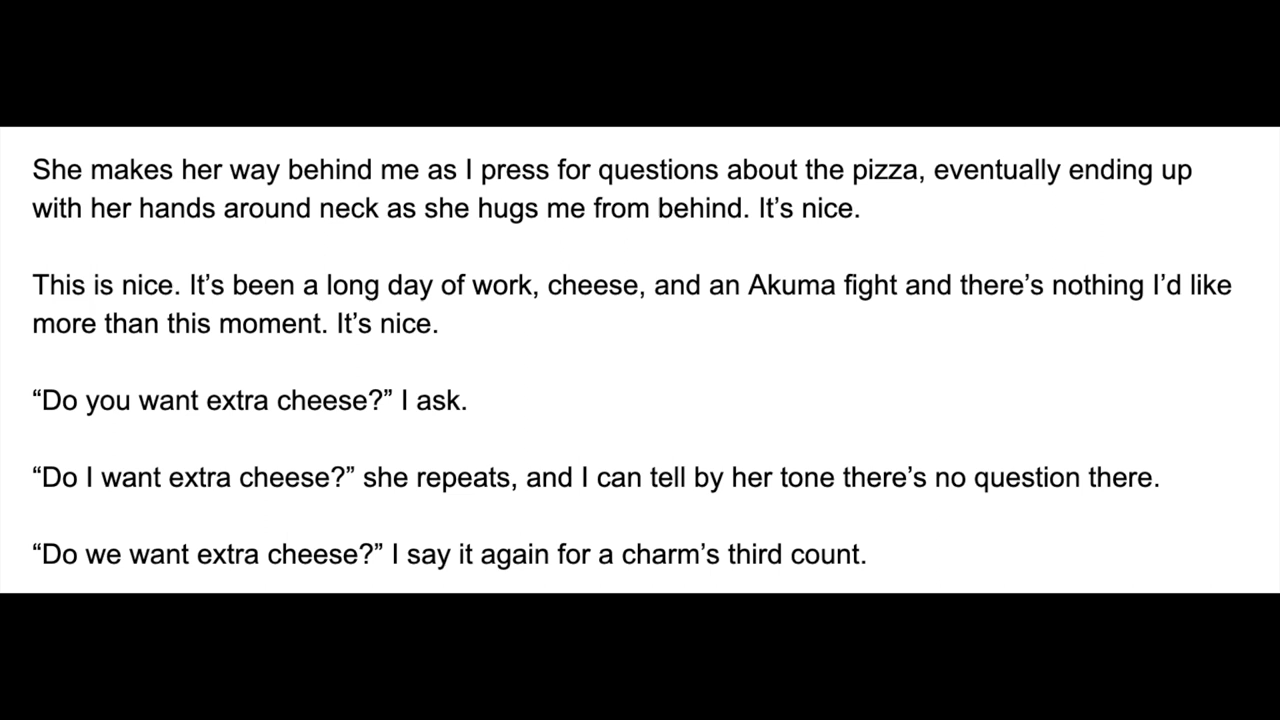 She makes her way behind me as I press for questions about the pizza, eventually ending up
with her hands around neck as she hugs me from behind. It’s nice.
This is nice. It’s been a long day of work, cheese, and an Akuma fight and there’s nothing I’d like
more than this moment. It’s nice.
“Do you want extra cheese?” I ask.
“Do I want extra cheese?” she repeats, and I can tell by her tone there’s no question there.
“Do we want extra cheese?” I say it again for a charm’s third count.